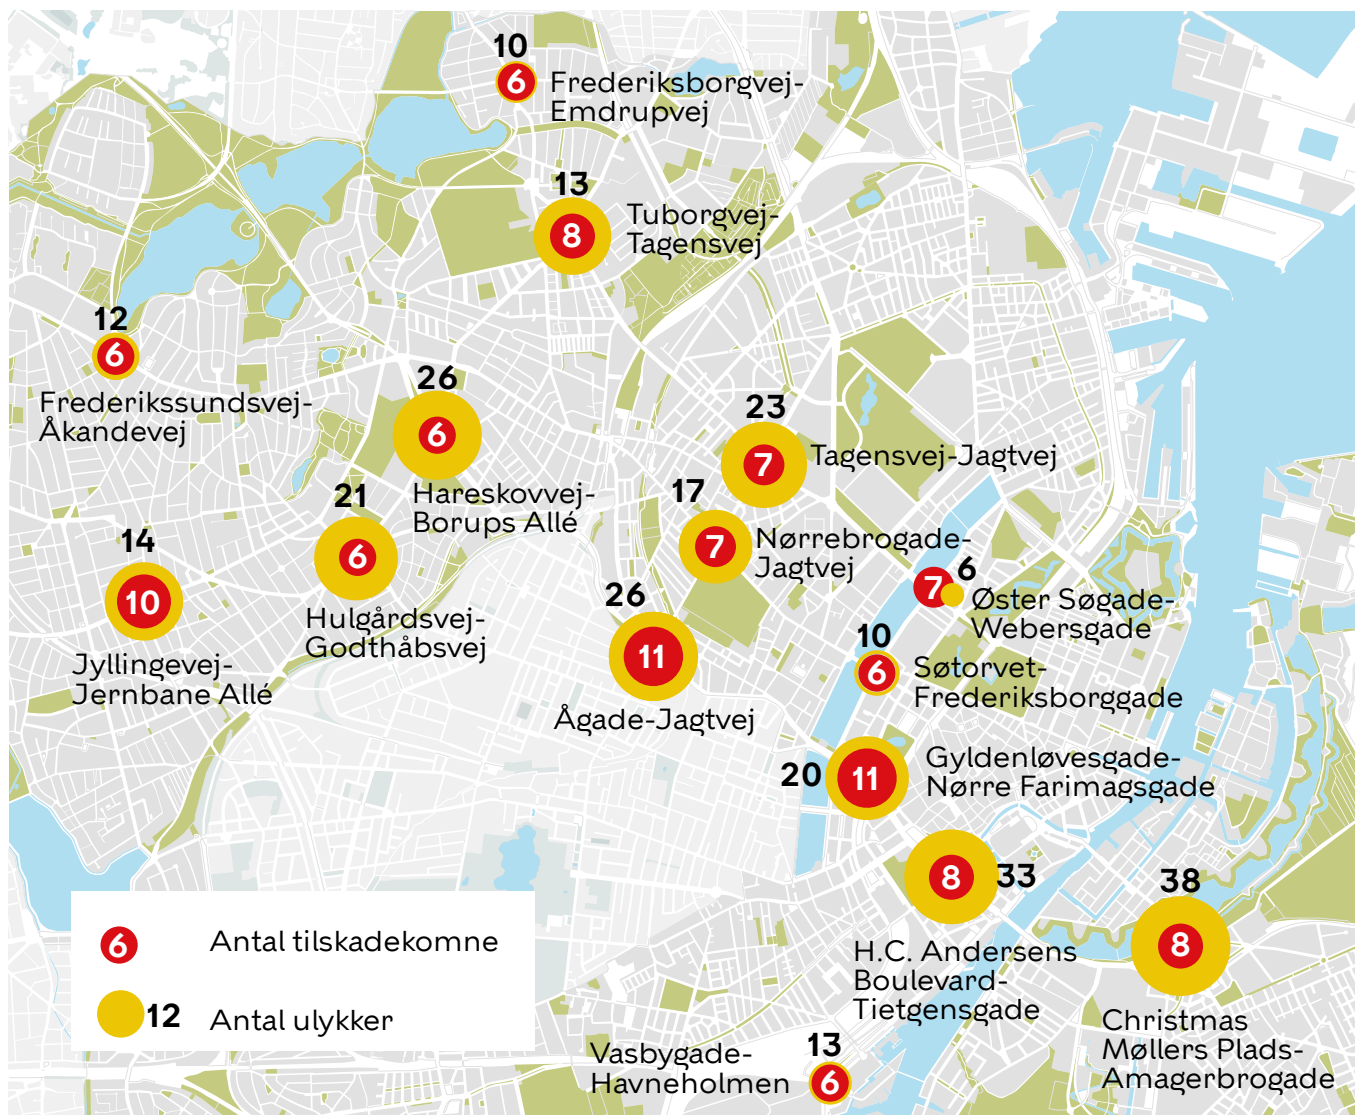 10
6
Frederiksborgvej-
Emdrupvej
13
8
Tuborgvej-
Tagensvej
12
6
Frederikssundsvej-
Åkandevej
26
6
Hareskovvej-
Borups Allé
23
7
Tagensvej-Jagtvej
17
7
Nørrebrogade-
Jagtvej
21
6
Hulgårdsvej-
Godthåbsvej
14
10
Jyllingevej-
Jernbane Allé
26
11
Ågade-Jagtvej
7
6
Øster Søgade-
Webersgade
10
6
Søtorvet-
Frederiksborggade
20
11
Gyldenløvesgade-
Nørre Farimagsgade
8
33
H.C. Andersens
Boulevard-
Tietgensgade
38
8
Christmas
Møllers Plads-
Amagerbrogade
13
6
Vasbygade-
Havneholmen
6 Antal tilskadekomne
12 Antal ulykker